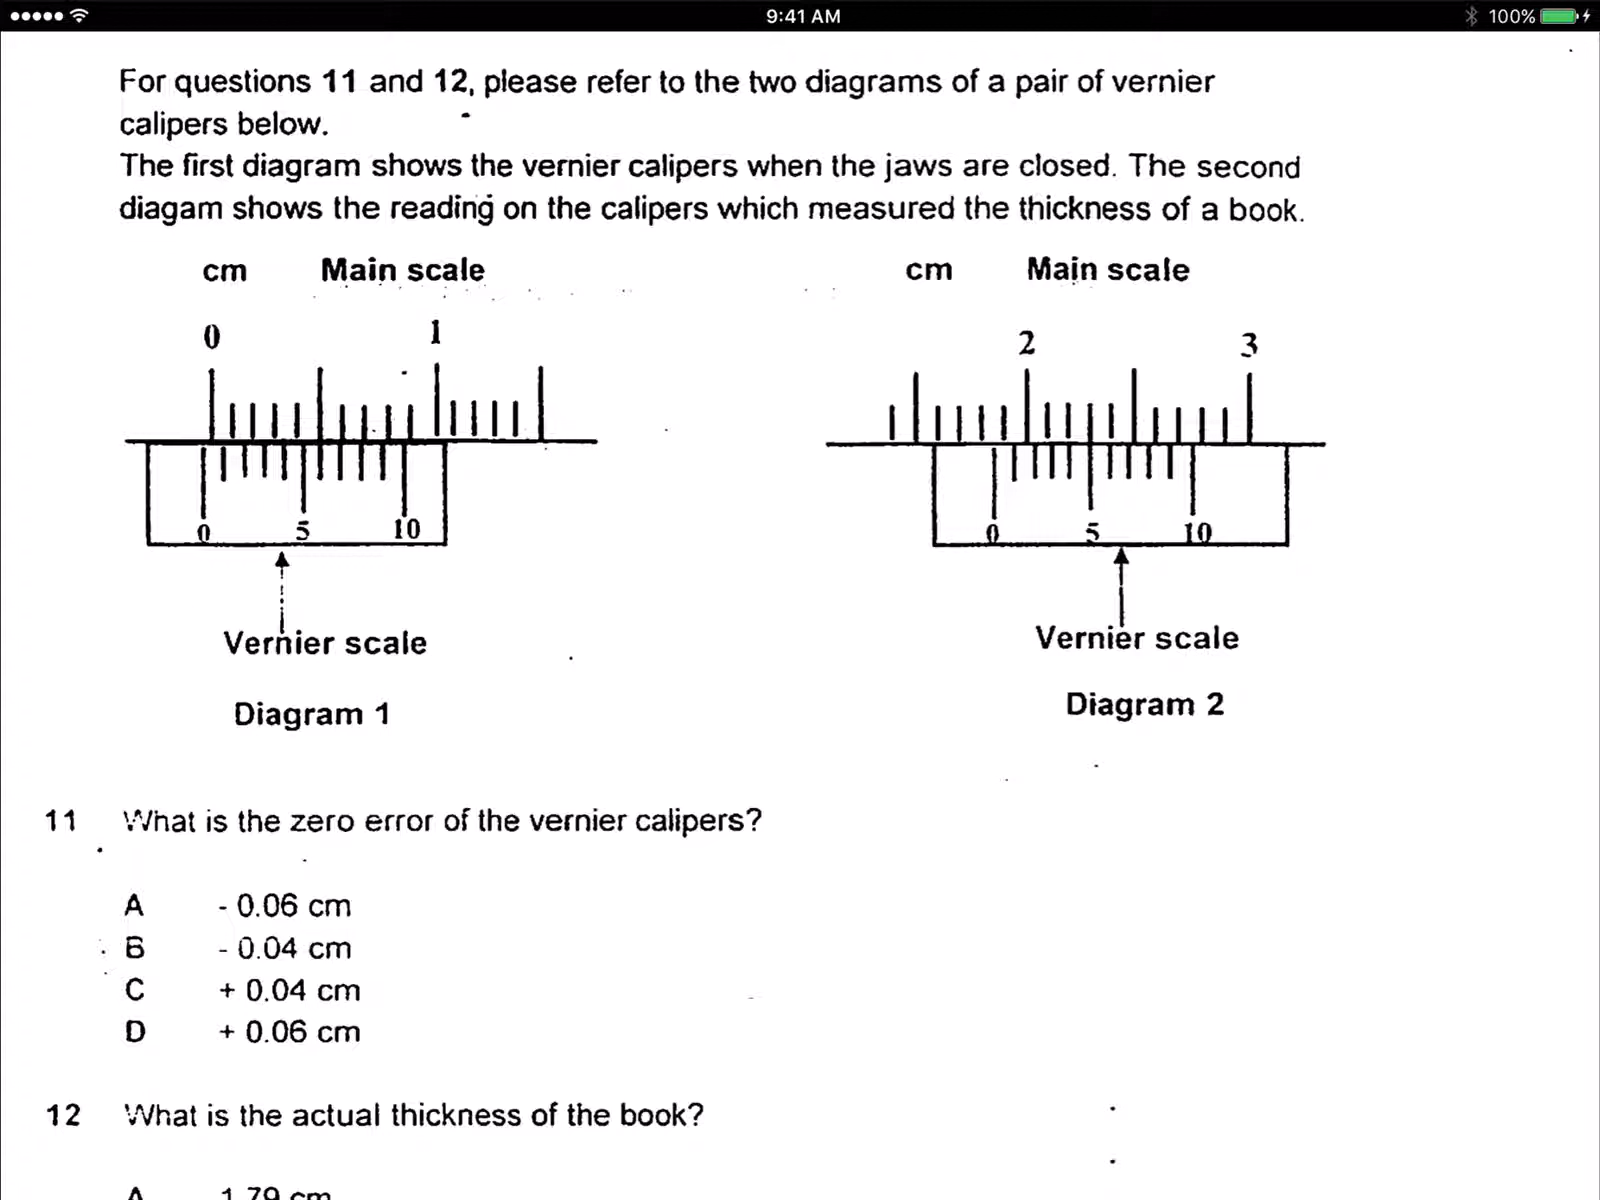 9:41 AM
100%
For questions 11 and 12, please refer to the two diagrams of a pair of vernier
calipers below.
The first diagram shows the vernier calipers when the jaws are closed. The second
diagam shows the reading on the calipers which measured the thickness of a book.
cm Main scale
0 1
0 5 10
Vernier scale
Diagram 1
cm Main scale
2 3
0 5 10
Vernier scale
Diagram 2
11 What is the zero error of the vernier calipers?
A - 0.06 cm
B - 0.04 cm
C + 0.04 cm
D + 0.06 cm
12 What is the actual thickness of the book?
A 1.79 cm